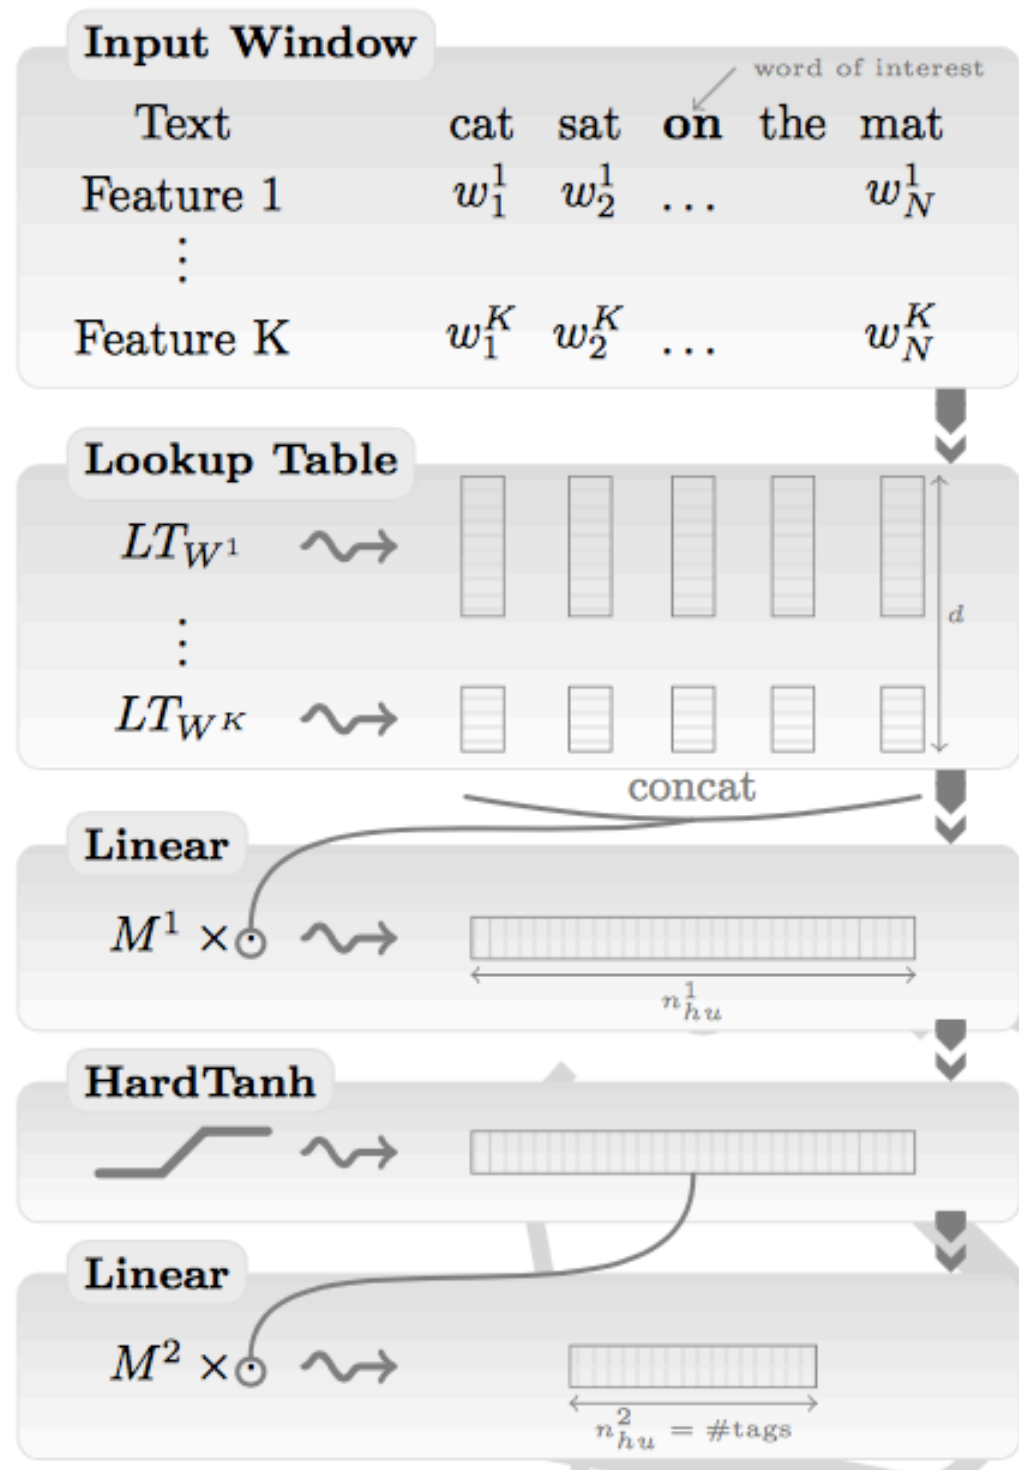 Input Window
word of interest
Text cat sat on the mat
Feature 1 w_1^1 w_2^1 ... w_N^1
⋮
Feature K w_1^K w_2^K ... w_N^K
Lookup Table
LT_{W^1}
d
⋮
LT_{W^K}
concat
Linear
M^1 × ⊙
n_{hu}^1
HardTanh
Linear
M^2 × ⊙
n_{hu}^2 = #tags